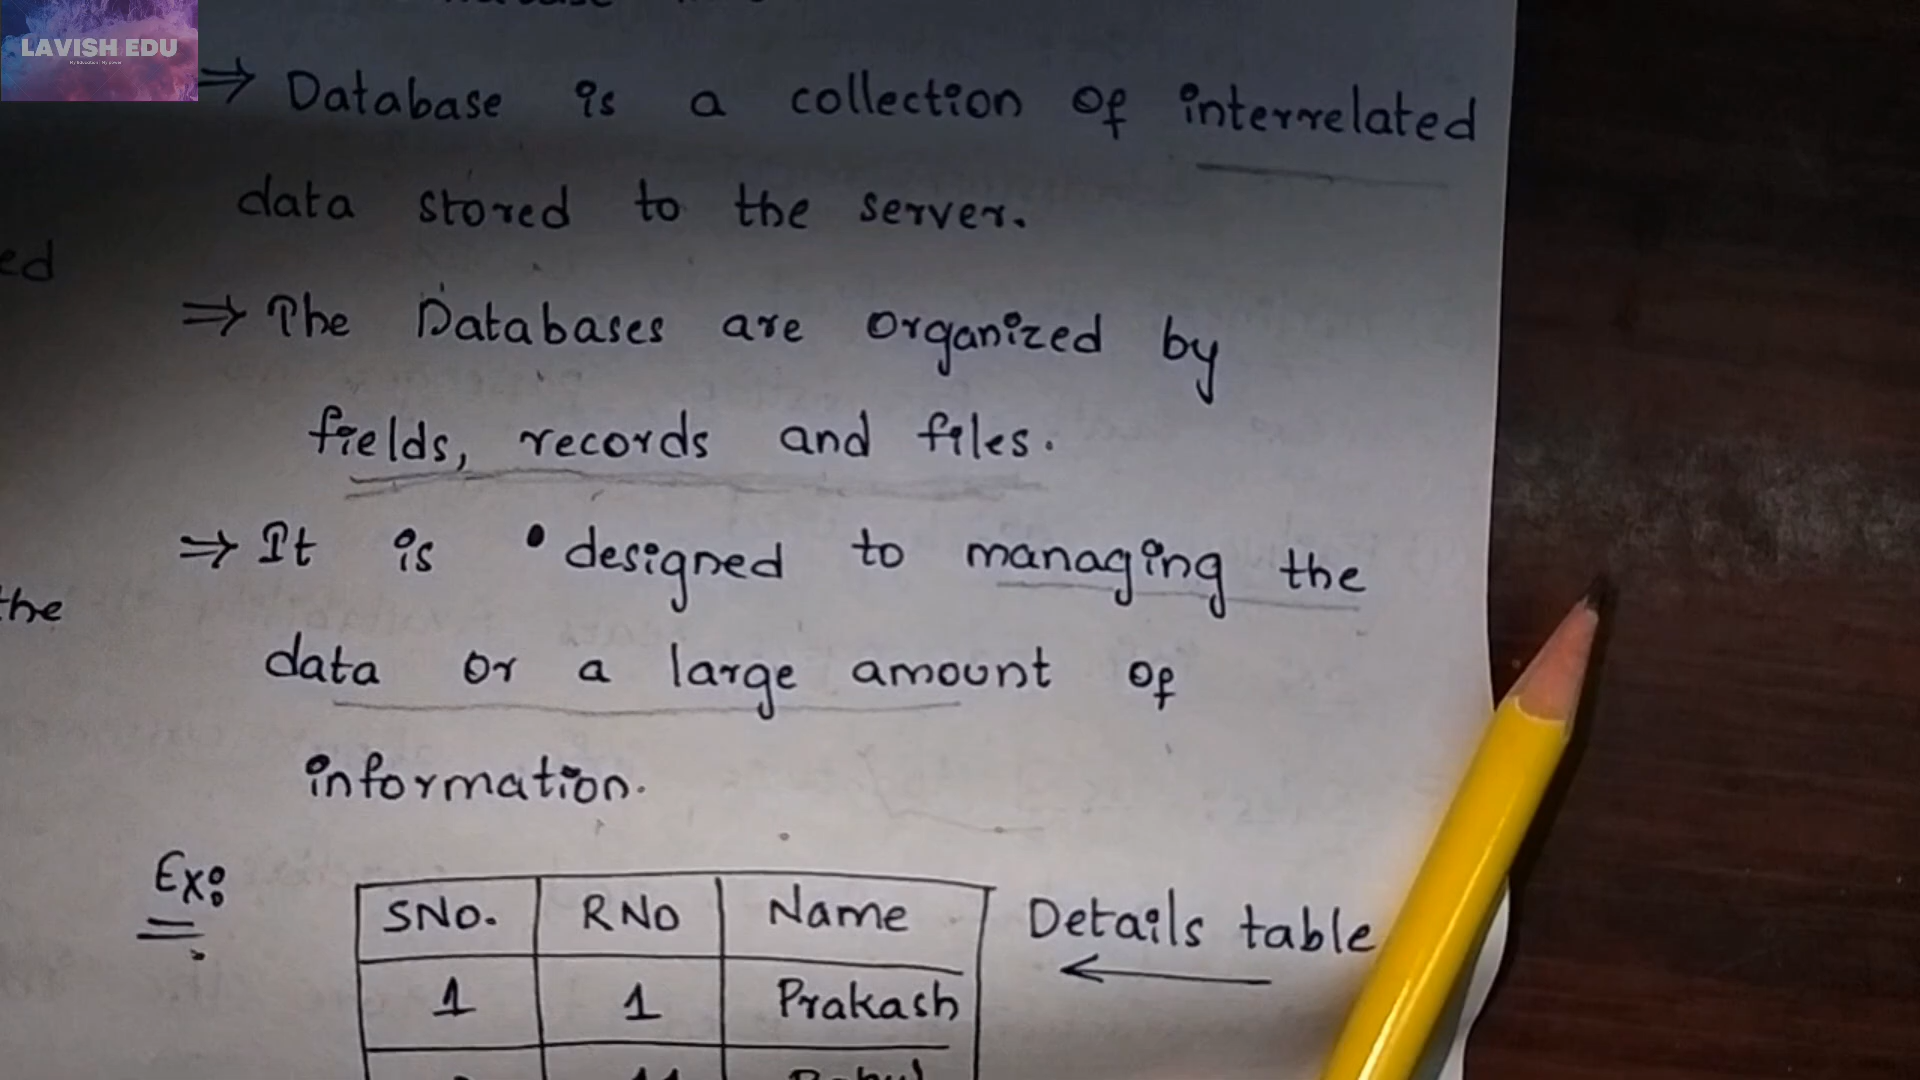 LAVISH EDU
⇒ Database is a collection of interrelated
data stored to the server.
ed
⇒ The Databases are organized by
fields, records and files.
⇒ It is designed to managing the
the
data or a large amount of
information.
Ex:
SNo. RNO Name
Details table
←
1 1 Prakash
11